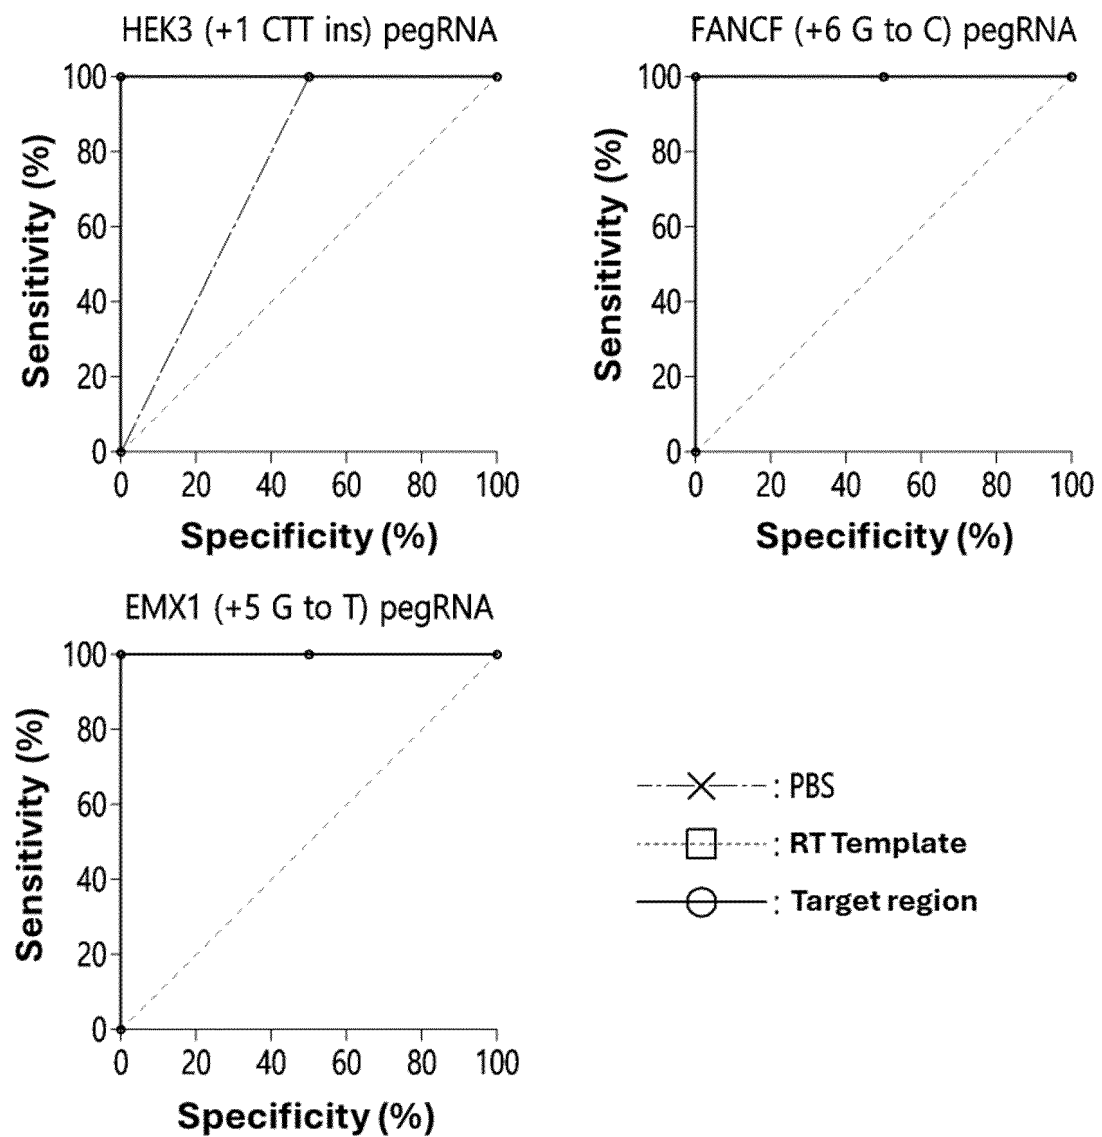 HEK3 (+1 CTT ins) pegRNA
100
80
60
40
20
0
Sensitivity (%)
0 20 40 60 80 100
Specificity (%)
FANCF (+6 G to C) pegRNA
100
80
60
40
20
0
Sensitivity (%)
0 20 40 60 80 100
Specificity (%)
EMX1 (+5 G to T) pegRNA
100
80
60
40
20
0
Sensitivity (%)
0 20 40 60 80 100
Specificity (%)
: PBS
: RT Template
: Target region